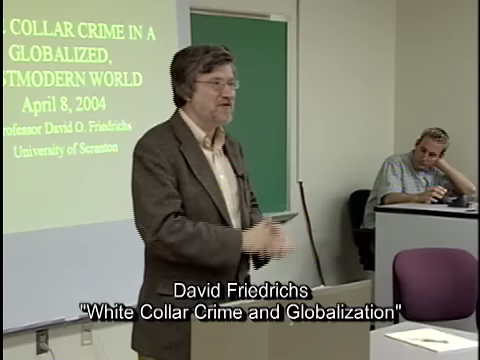 COLLAR CRIME IN A
GLOBALIZED,
STMODERN WORLD
April 8, 2004
rofessor David O. Friedrichs
University of Scranton
David Friedrichs
"White Collar Crime and Globalization"